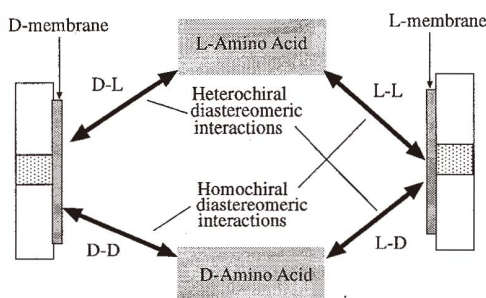 D-membrane
L-membrane
L-Amino Acid
D-L
L-L
Heterochiral
diastereomeric
interactions
Homochiral
diastereomeric
interactions
D-D
L-D
D-Amino Acid